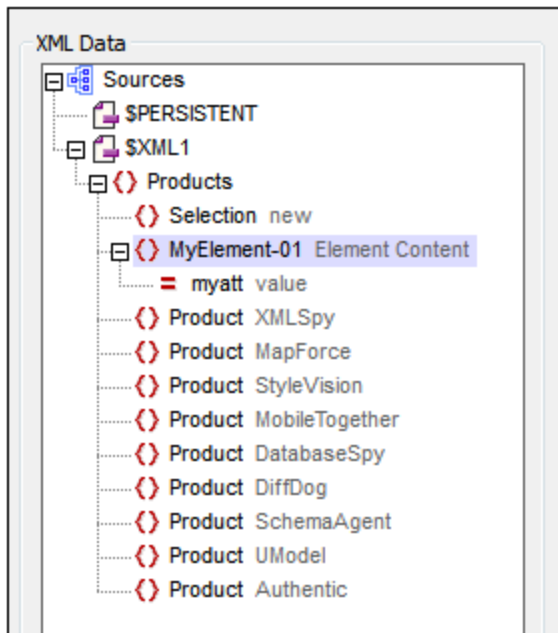 XML Data
Sources
$PERSISTENT
$XML1
Products
Selection new
MyElement-01 Element Content
myatt value
Product XMLSpy
Product MapForce
Product StyleVision
Product MobileTogether
Product DatabaseSpy
Product DiffDog
Product SchemaAgent
Product UModel
Product Authentic